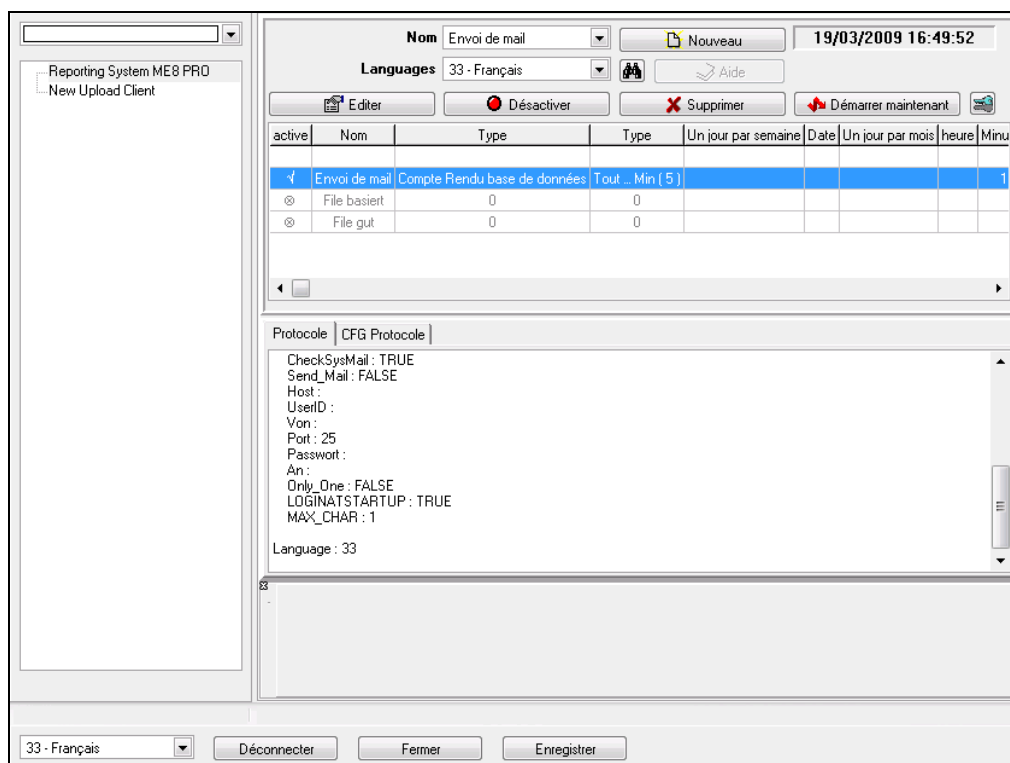 Reporting System ME8 PRO
New Upload Client
Nom Envoi de mail Nouveau 19/03/2009 16:49:52
Languages 33 - Français Aide
Editer Désactiver Supprimer Démarrer maintenant
active Nom Type Type Un jour par semaine Date Un jour par mois heure Minu
√ Envoi de mail Compte Rendu base de données Tout ... Min ( 5 ) 1
File basiert 0 0
File gut 0 0
Protocole CFG Protocole
CheckSysMail : TRUE
Send_Mail : FALSE
Host :
UserID :
Von :
Port : 25
Passwort :
An :
Only_One : FALSE
LOGINATSTARTUP : TRUE
MAX_CHAR : 1
Language : 33
33 - Français Déconnecter Fermer Enregistrer